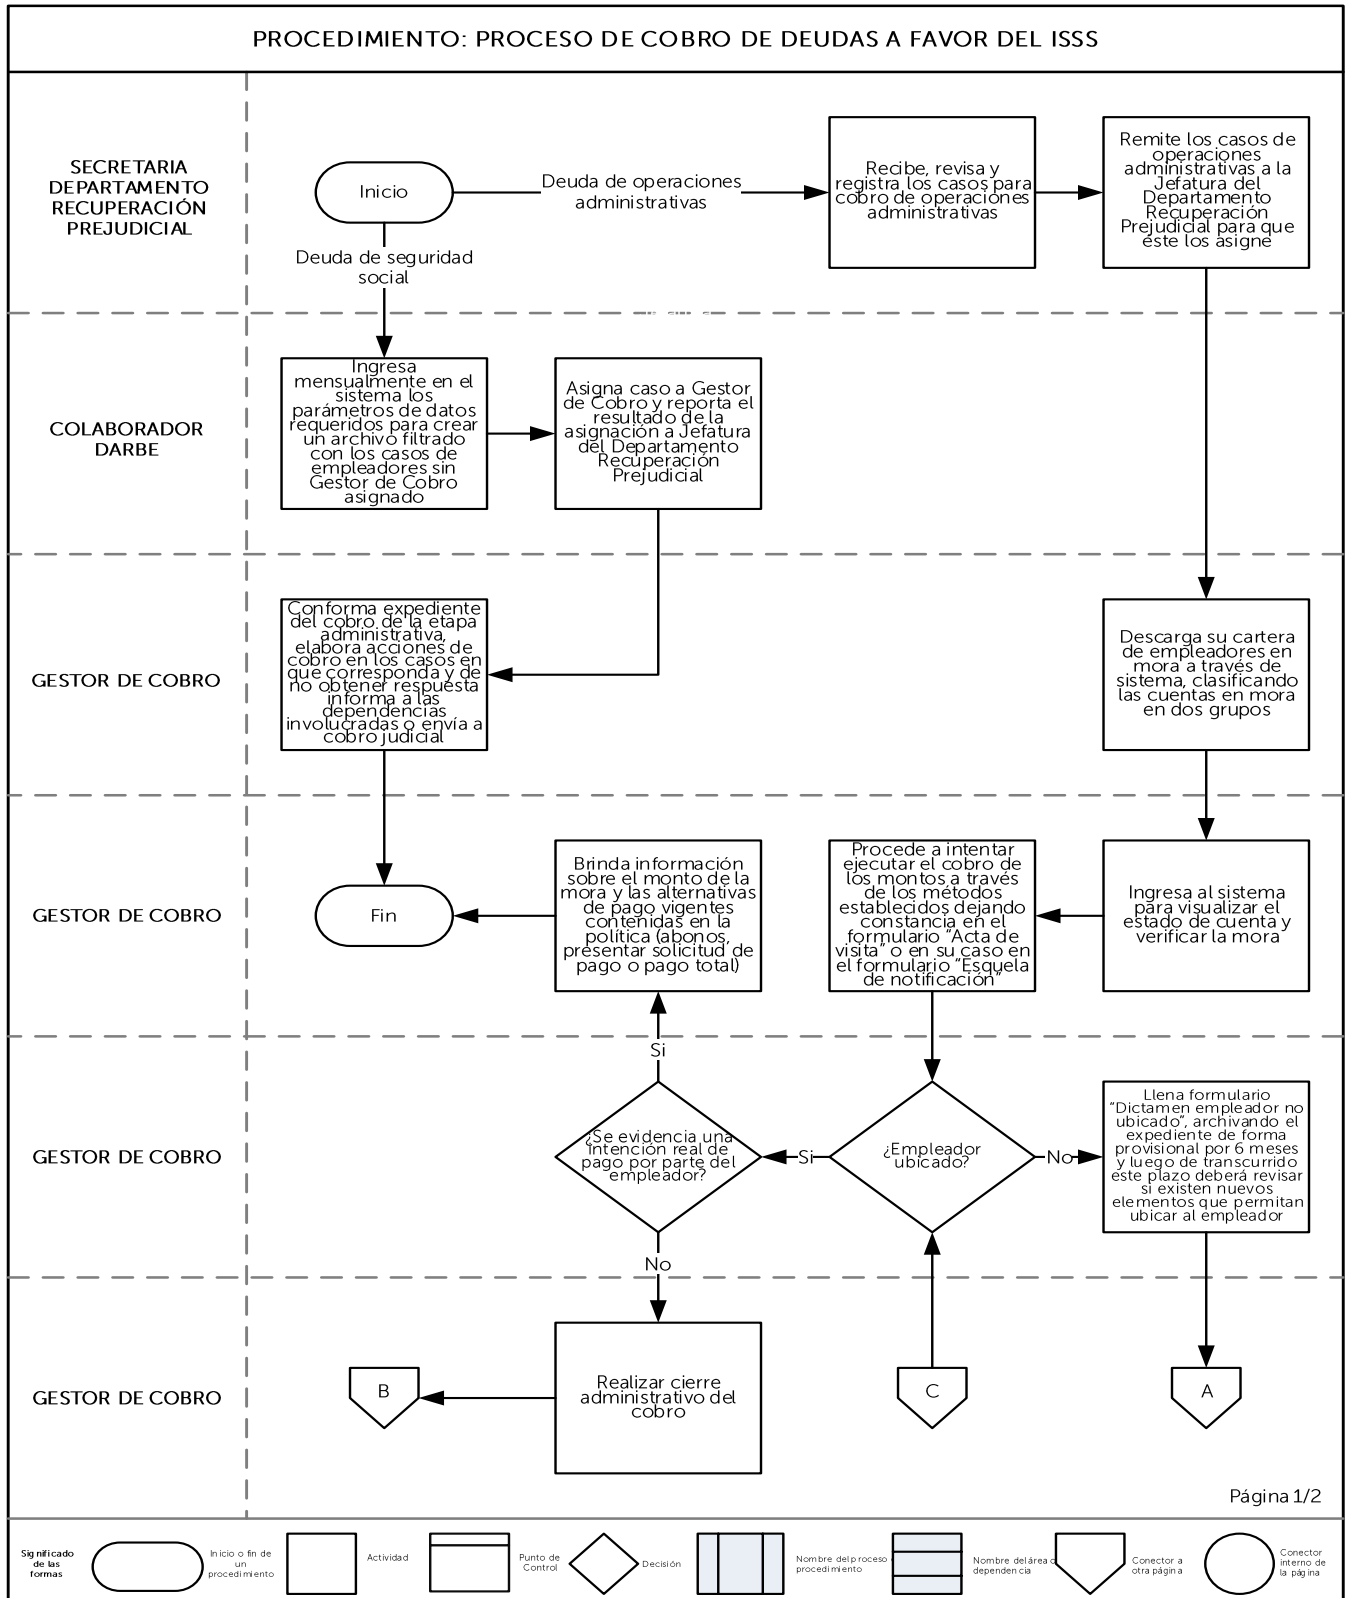 PROCEDIMIENTO: PROCESO DE COBRO DE DEUDAS A FAVOR DEL ISSS
SECRETARIA
DEPARTAMENTO
RECUPERACIÓN
PREJUDICIAL
Inicio
Deuda de operaciones
administrativas
Recibe, revisa y
registra los casos para
cobro de operaciones
administrativas
Remite los casos de
operaciones
administrativas a la
Jefatura del
Departamento
Recuperación
Prejudicial para que
éste los asigne
Deuda de seguridad
social
COLABORADOR
DARBE
Ingresa
mensualmente en el
sistema los
parámetros de datos
requeridos para crear
un archivo filtrado
con los casos de
empleadores sin
Gestor de Cobro
asignado
Asigna caso a Gestor
de Cobro y reporta el
resultado de la
asignación a Jefatura
del Departamento
Recuperación
Prejudicial
GESTOR DE COBRO
Conforma expediente
del cobro de la etapa
administrativa,
elabora acciones de
cobro en los casos en
que corresponda y de
no obtener respuesta
informa a las
dependencias
involucradas o envía a
cobro judicial
Descarga su cartera
de empleadores en
mora a través de
sistema, clasificando
las cuentas en mora
en dos grupos
GESTOR DE COBRO
Fin
Brinda información
sobre el monto de la
mora y las alternativas
de pago vigentes
contenidas en la
política (abonos,
presentar solicitud de
pago o pago total)
Procede a intentar
ejecutar el cobro de
los montos a través
de los métodos
establecidos dejando
constancia en el
formulario “Acta de
visita” o en su caso en
el formulario “Esquela
de notificación”
Ingresa al sistema
para visualizar el
estado de cuenta y
verificar la mora
GESTOR DE COBRO
Si
¿Se evidencia una
intención real de
pago por parte del
empleador?
Si
¿Empleador
ubicado?
No
Llena formulario
“Dictamen empleador no
ubicado”, archivando el
expediente de forma
provisional por 6 meses
y luego de transcurrido
este plazo deberá revisar
si existen nuevos
elementos que permitan
ubicar al empleador
No
GESTOR DE COBRO
B
Realizar cierre
administrativo del
cobro
C
A
Página 1/2
Significado
de las
formas
Inicio o fin de
un
procedimiento
Actividad
Punto de
Control
Decisión
Nombre del proceso
procedimiento
Nombre del área
dependencia
Conector a
otra página
Conector
interno de
la página